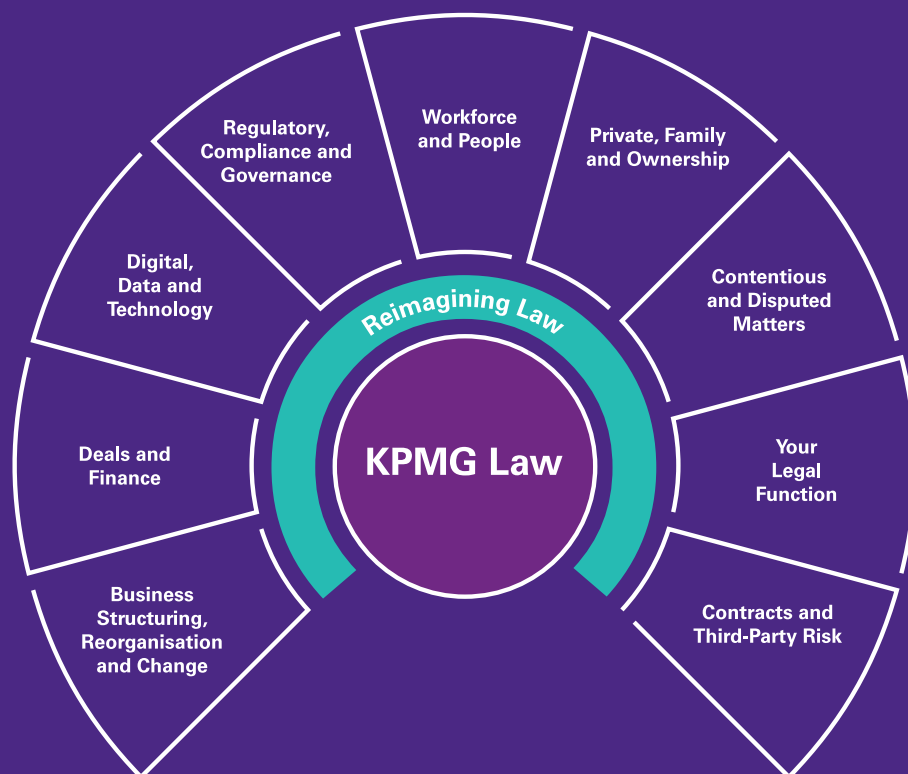 Workforce
and People
Regulatory,
Compliance and
Governance
Private, Family
and Ownership
Digital,
Data and
Technology
Contentious
and Disputed
Matters
Reimagining Law
KPMG Law
Deals and
Finance
Your
Legal
Function
Business
Structuring,
Reorganisation
and Change
Contracts and
Third-Party Risk